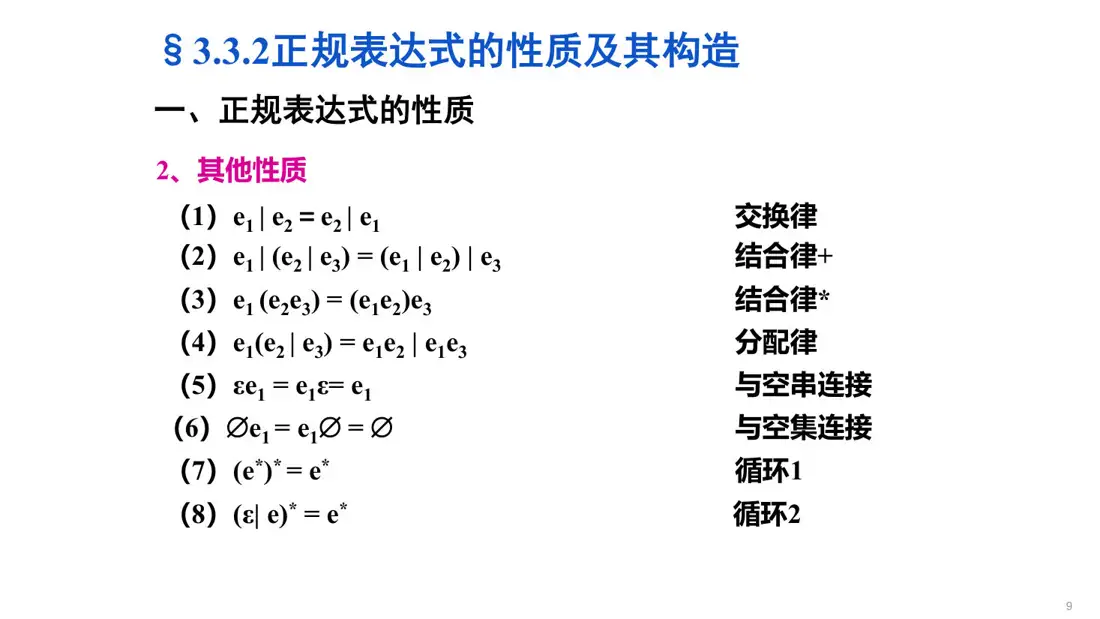 §3.3.2正规表达式的性质及其构造
一、正规表达式的性质
2、其他性质
（1）e₁ | e₂ = e₂ | e₁ 交换律
（2）e₁ | (e₂ | e₃) = (e₁ | e₂) | e₃ 结合律+
（3）e₁ (e₂e₃) = (e₁e₂)e₃ 结合律*
（4）e₁(e₂ | e₃) = e₁e₂ | e₁e₃ 分配律
（5）εe₁ = e₁ε= e₁ 与空串连接
（6）∅e₁ = e₁∅ = ∅ 与空集连接
（7）(e*)* = e* 循环1
（8）(ε| e)* = e* 循环2
9